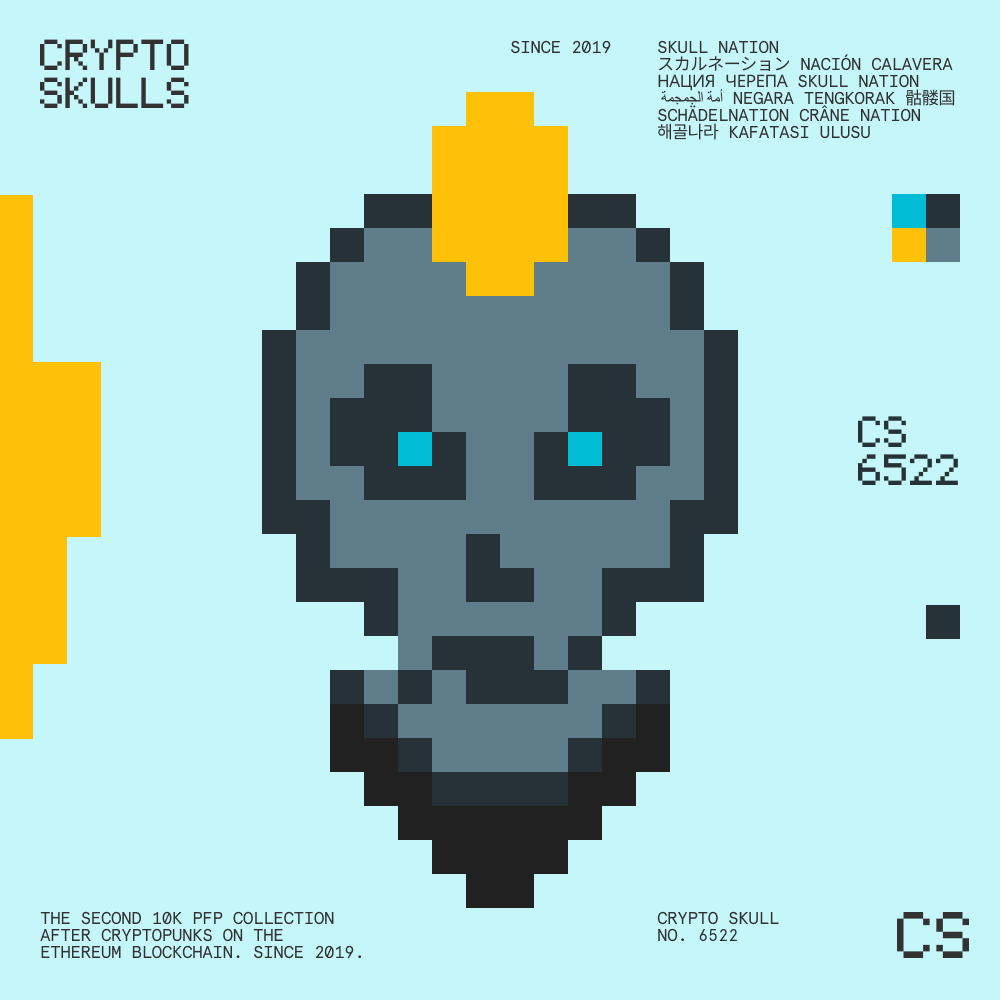 CRYPTO
SKULLS
SINCE 2019
SKULL NATION
スカルネーション NACIÓN CALAVERA
НАЦИЯ ЧЕРЕПА SKULL NATION
أمة الجمجمة NEGARA TENGKORAK 骷髅国
SCHÄDELNATION CRÂNE NATION
해골나라 KAFATASI ULUSU
CS
6522
THE SECOND 10K PFP COLLECTION
AFTER CRYPTOPUNKS ON THE
ETHEREUM BLOCKCHAIN. SINCE 2019.
CRYPTO SKULL
NO. 6522
CS